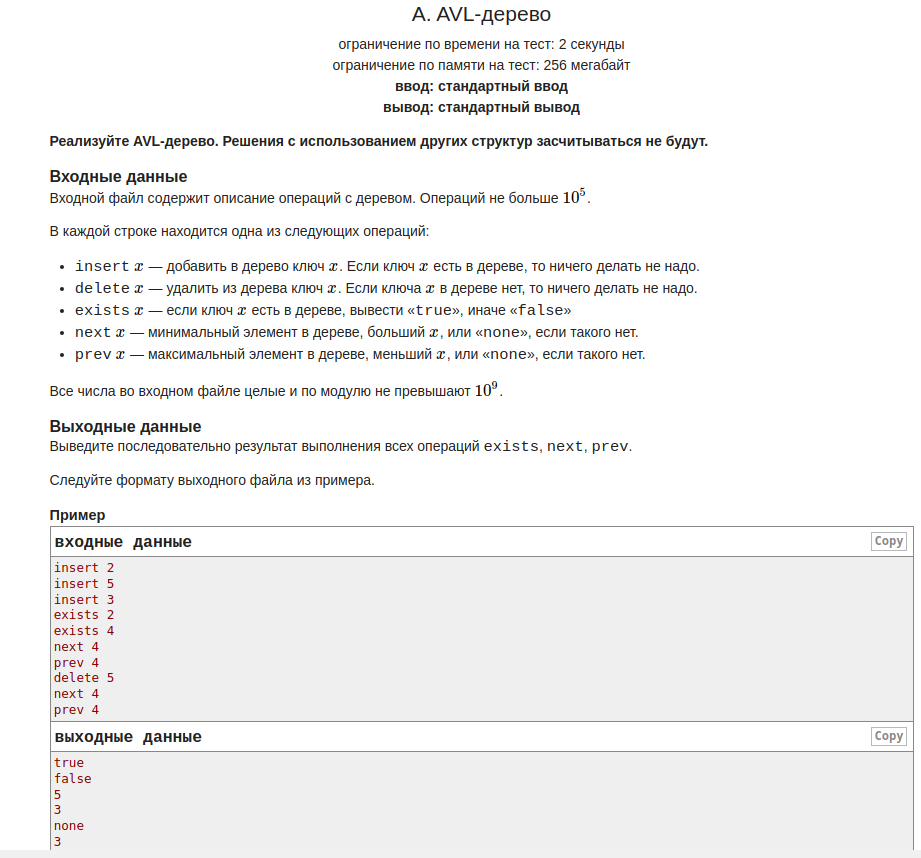 A. AVL-дерево
ограничение по времени на тест: 2 секунды
ограничение по памяти на тест: 256 мегабайт
ввод: стандартный ввод
вывод: стандартный вывод
Реализуйте AVL-дерево. Решения с использованием других структур засчитываться не будут.
Входные данные
Входной файл содержит описание операций с деревом. Операций не больше 10^5.
В каждой строке находится одна из следующих операций:
• insert x — добавить в дерево ключ x. Если ключ x есть в дереве, то ничего делать не надо.
• delete x — удалить из дерева ключ x. Если ключа x в дереве нет, то ничего делать не надо.
• exists x — если ключ x есть в дереве, вывести «true», иначе «false»
• next x — минимальный элемент в дереве, больший x, или «none», если такого нет.
• prev x — максимальный элемент в дереве, меньший x, или «none», если такого нет.
Все числа во входном файле целые и по модулю не превышают 10^9.
Выходные данные
Выведите последовательно результат выполнения всех операций exists, next, prev.
Следуйте формату выходного файла из примера.
Пример
входные данные Copy
insert 2
insert 5
insert 3
exists 2
exists 4
next 4
prev 4
delete 5
next 4
prev 4
выходные данные Copy
true
false
5
3
none
3